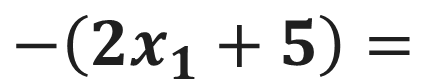 −(2x₁ + 5) =